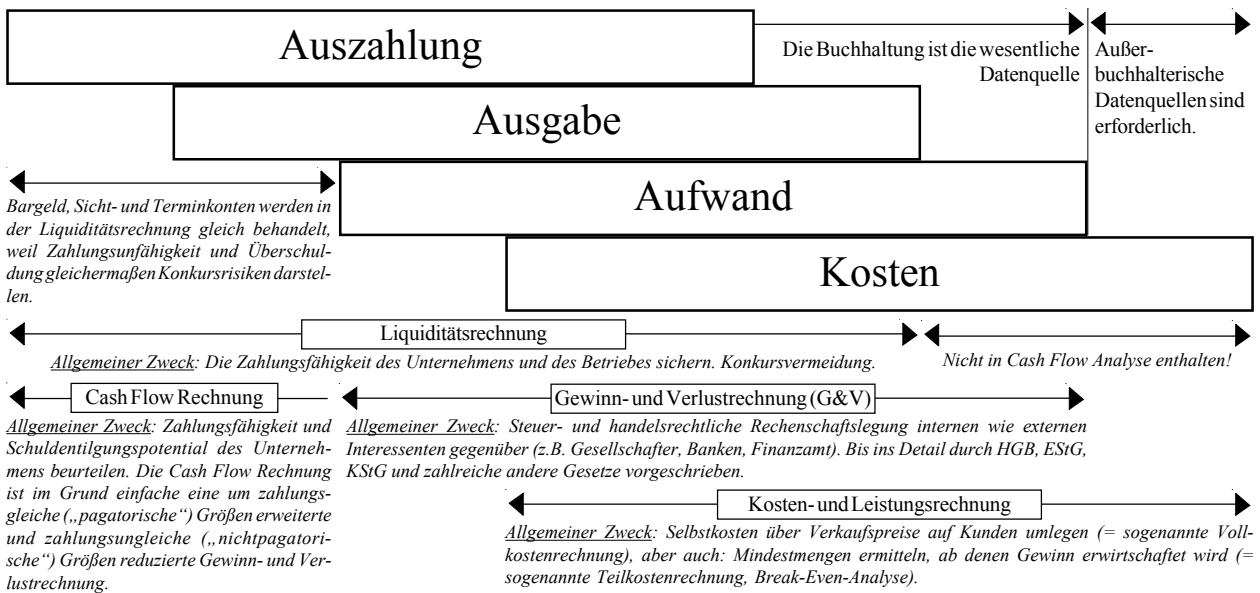 Auszahlung
Die Buchhaltung ist die wesentliche
Datenquelle
Außer-
buchhalterische
Datenquellen sind
erforderlich.
Ausgabe
Aufwand
Bargeld, Sicht- und Terminkonten werden in
der Liquiditätsrechnung gleich behandelt,
weil Zahlungsunfähigkeit und Überschul-
dung gleichermaßen Konkursrisiken darstel-
len.
Kosten
Liquiditätsrechnung
Allgemeiner Zweck: Die Zahlungsfähigkeit des Unternehmens und des Betriebes sichern. Konkursvermeidung.
Nicht in Cash Flow Analyse enthalten!
Cash Flow Rechnung
Allgemeiner Zweck: Zahlungsfähigkeit und
Schuldentilgungspotential des Unterneh-
mens beurteilen. Die Cash Flow Rechnung
ist im Grund einfache eine um zahlungs-
gleiche („pagatorische“) Größen erweiterte
und zahlungsungleiche („nichtpagatori-
sche“) Größen reduzierte Gewinn- und Ver-
lustrechnung.
Gewinn- und Verlustrechnung (G&V)
Allgemeiner Zweck: Steuer- und handelsrechtliche Rechenschaftslegung internen wie externen
Interessenten gegenüber (z.B. Gesellschafter, Banken, Finanzamt). Bis ins Detail durch HGB, EStG,
KStG und zahlreiche andere Gesetze vorgeschrieben.
Kosten- und Leistungsrechnung
Allgemeiner Zweck: Selbstkosten über Verkaufspreise auf Kunden umlegen (= sogenannte Voll-
kostenrechnung), aber auch: Mindestmengen ermitteln, ab denen Gewinn erwirtschaftet wird (=
sogenannte Teilkostenrechnung, Break-Even-Analyse).